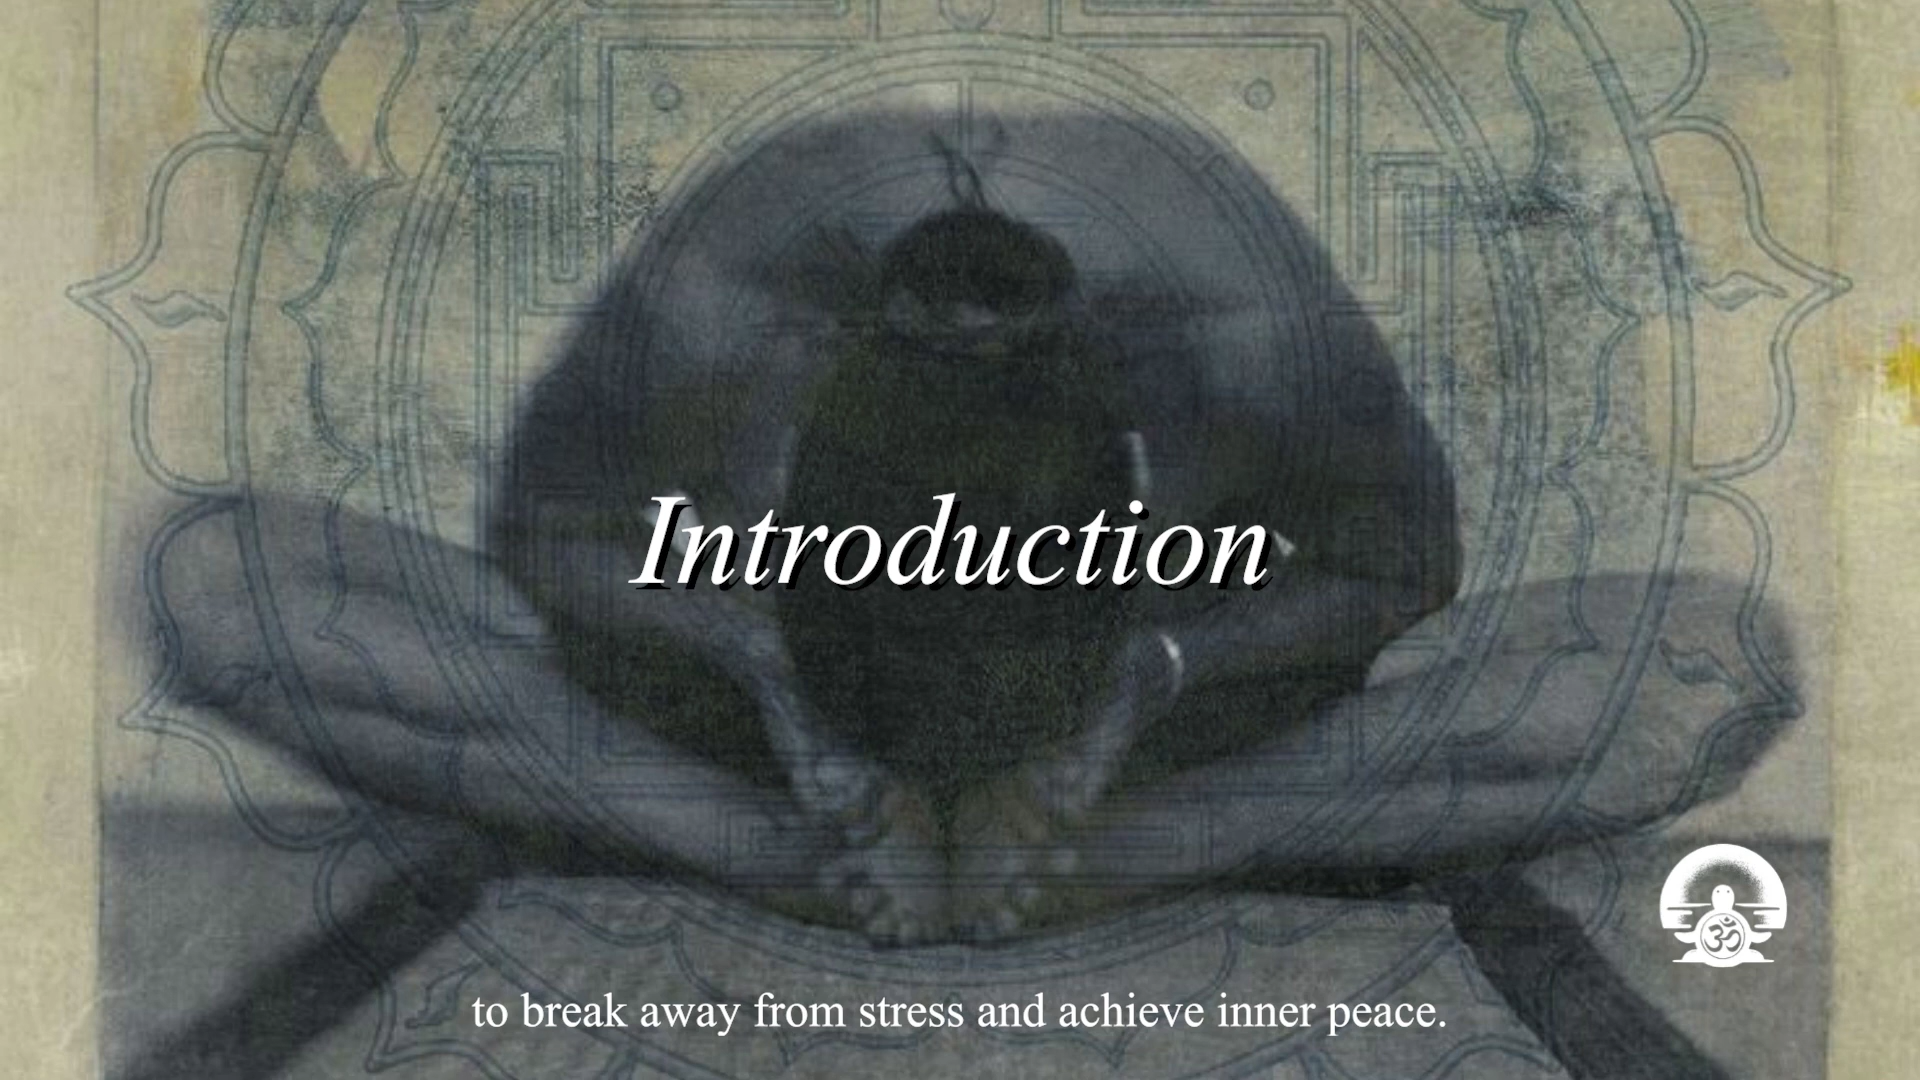 Introduction
ॐ
to break away from stress and achieve inner peace.